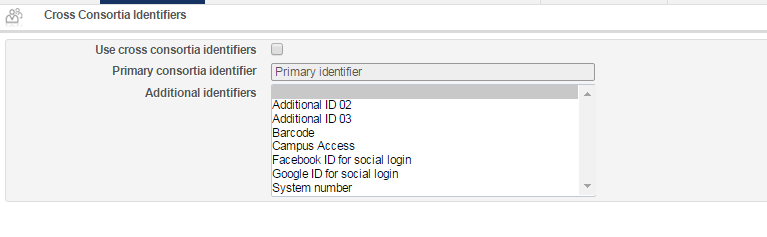 Cross Consortia Identifiers
Use cross consortia identifiers
Primary consortia identifier Primary identifier
Additional identifiers
Additional ID 02
Additional ID 03
Barcode
Campus Access
Facebook ID for social login
Google ID for social login
System number